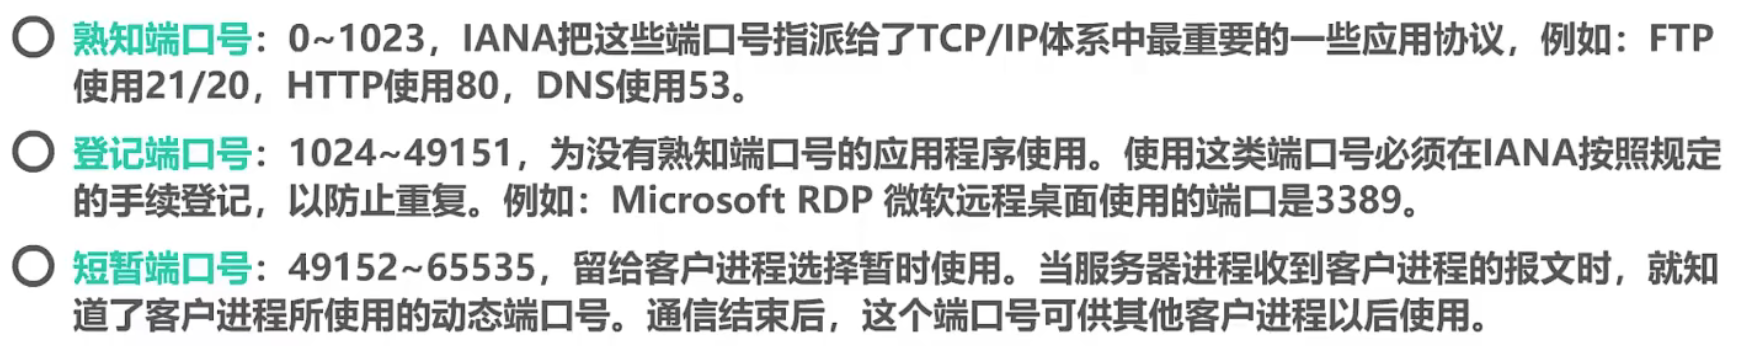 熟知端口号：0~1023，IANA把这些端口号指派给了TCP/IP体系中最重要的一些应用协议，例如：FTP
使用21/20，HTTP使用80，DNS使用53。
登记端口号：1024~49151，为没有熟知端口号的应用程序使用。使用这类端口号必须在IANA按照规定
的手续登记，以防止重复。例如：Microsoft RDP 微软远程桌面使用的端口是3389。
短暂端口号：49152~65535，留给客户进程选择暂时使用。当服务器进程收到客户进程的报文时，就知
道了客户进程所使用的动态端口号。通信结束后，这个端口号可供其他客户进程以后使用。